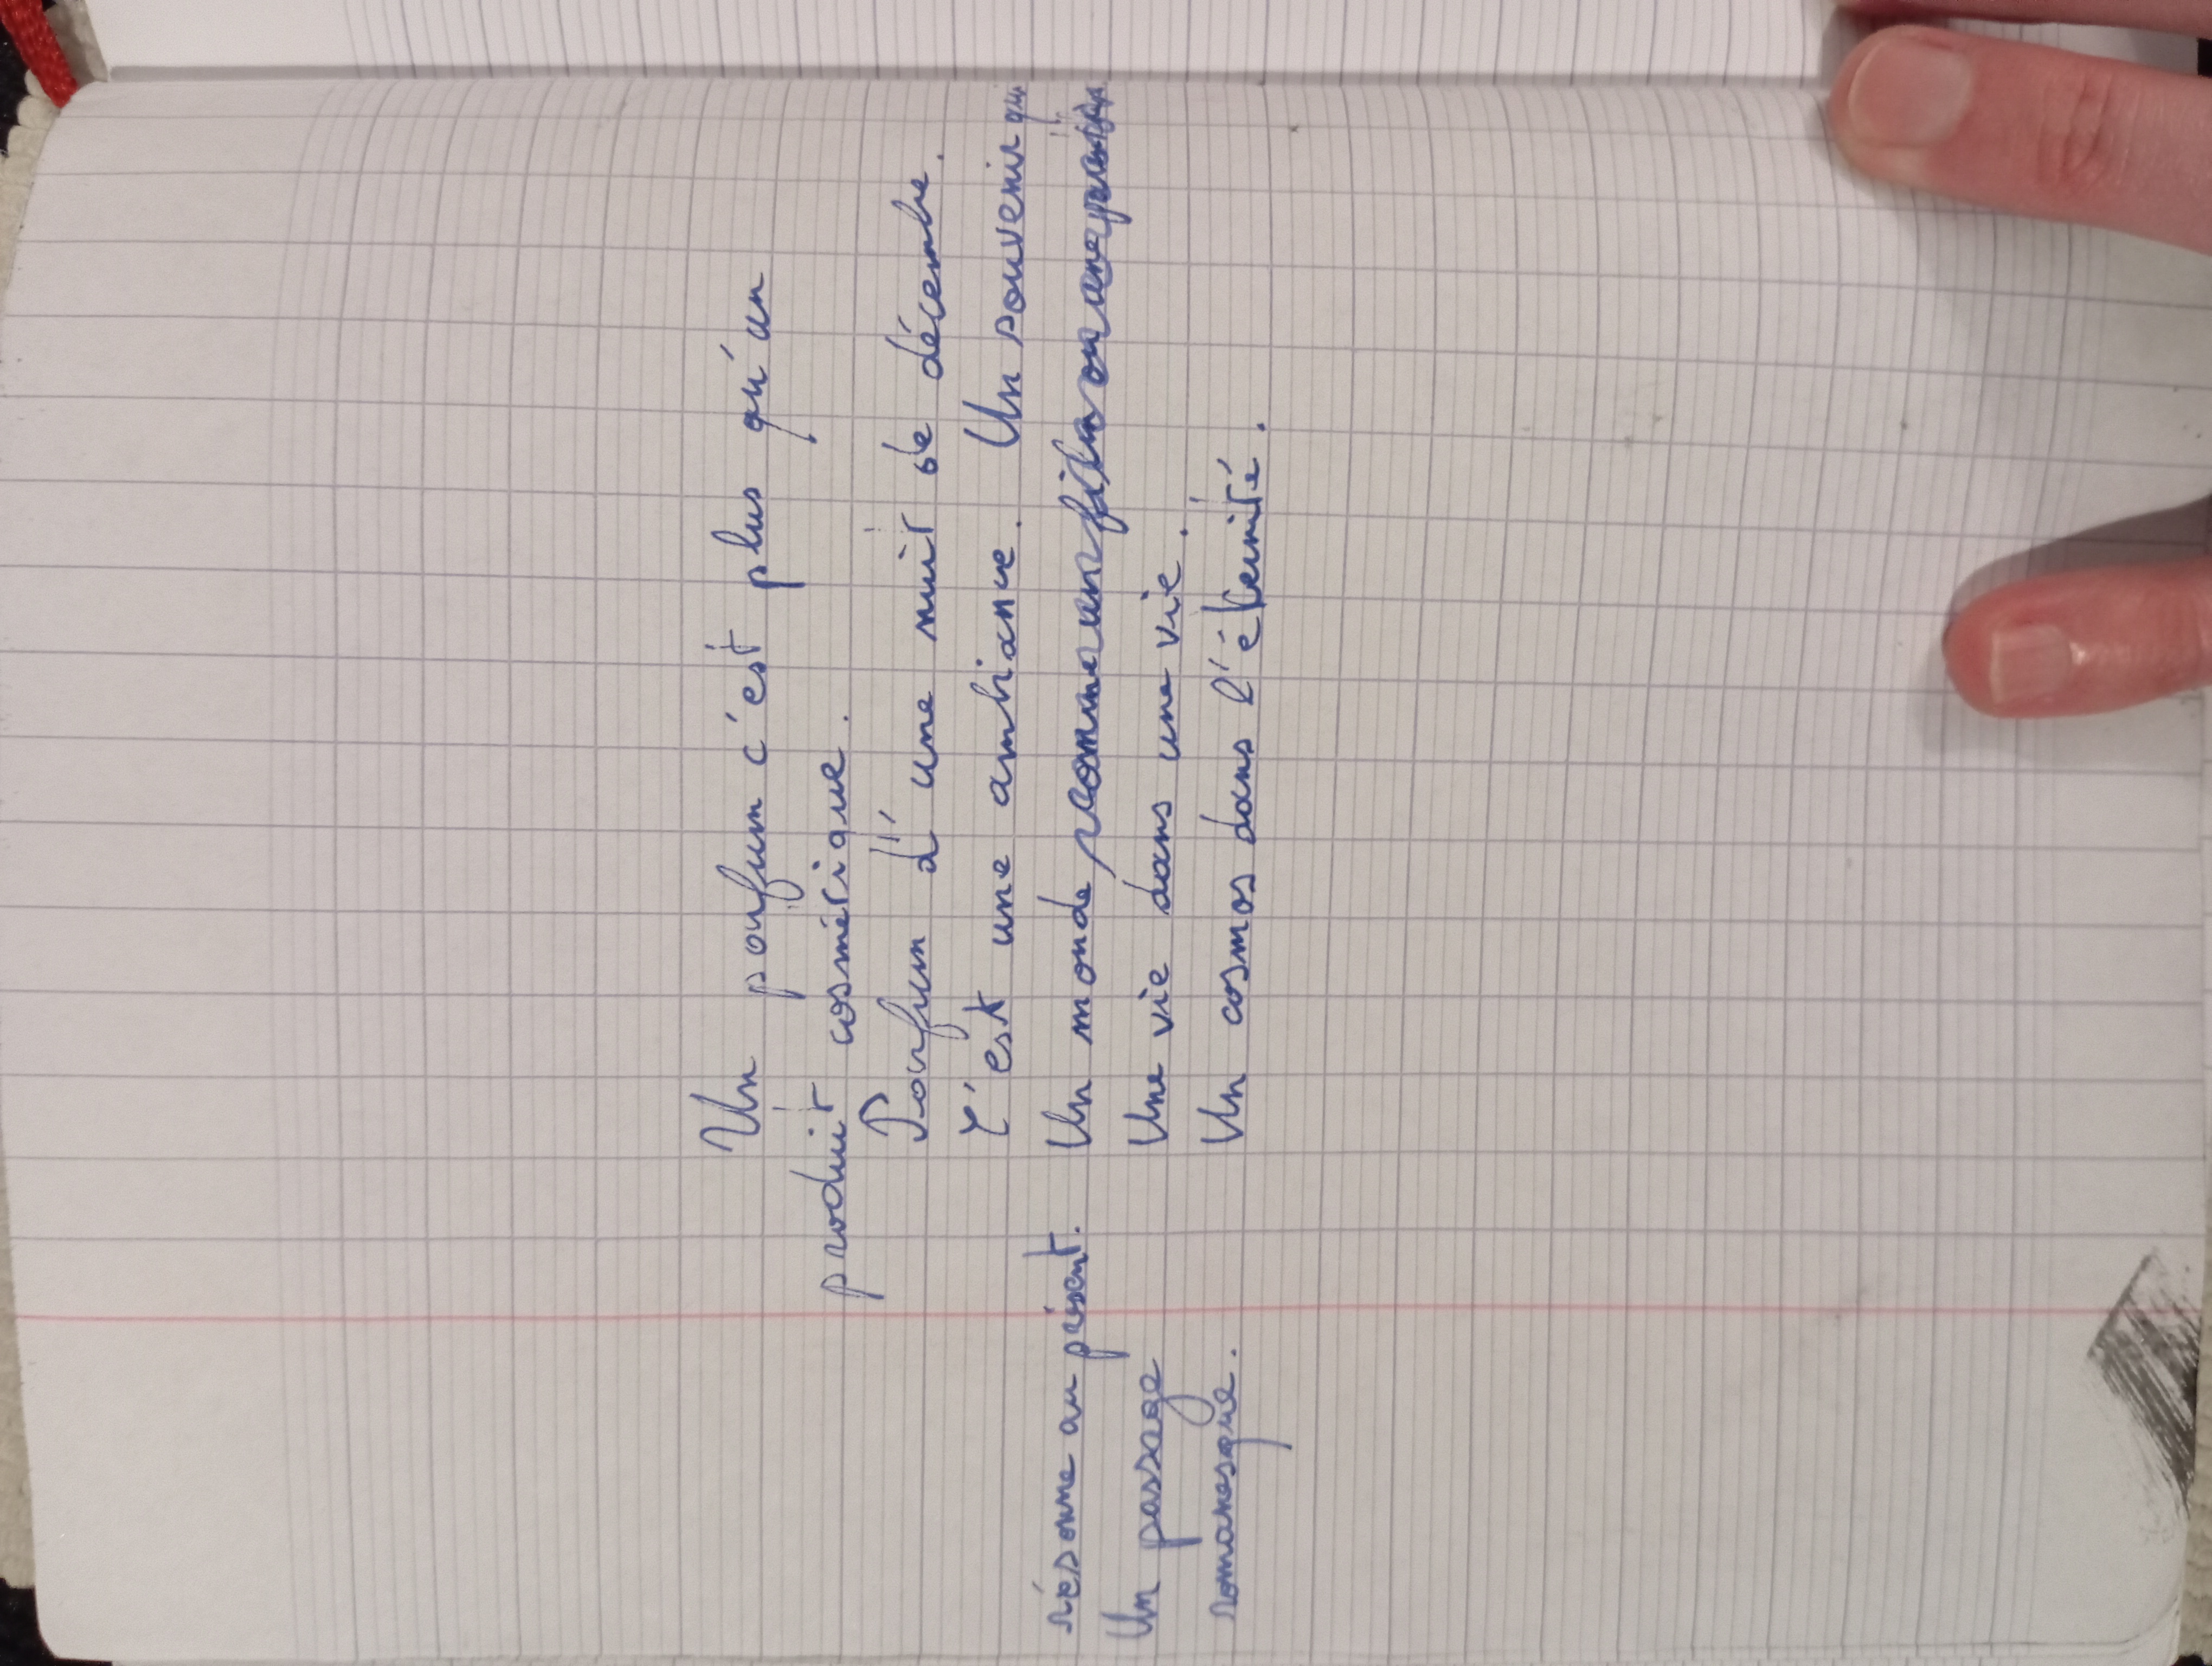 Un parfum c'est plus qu'un
produit cosmétique.
Parfum d'une nuit de décembre.
C'est une ambiance. Un souvenir qui
résonne au présent. Un monde comme un film ou une
Un passage Une vie dans une vie.
romanesque. Un cosmos dans l'éternité.